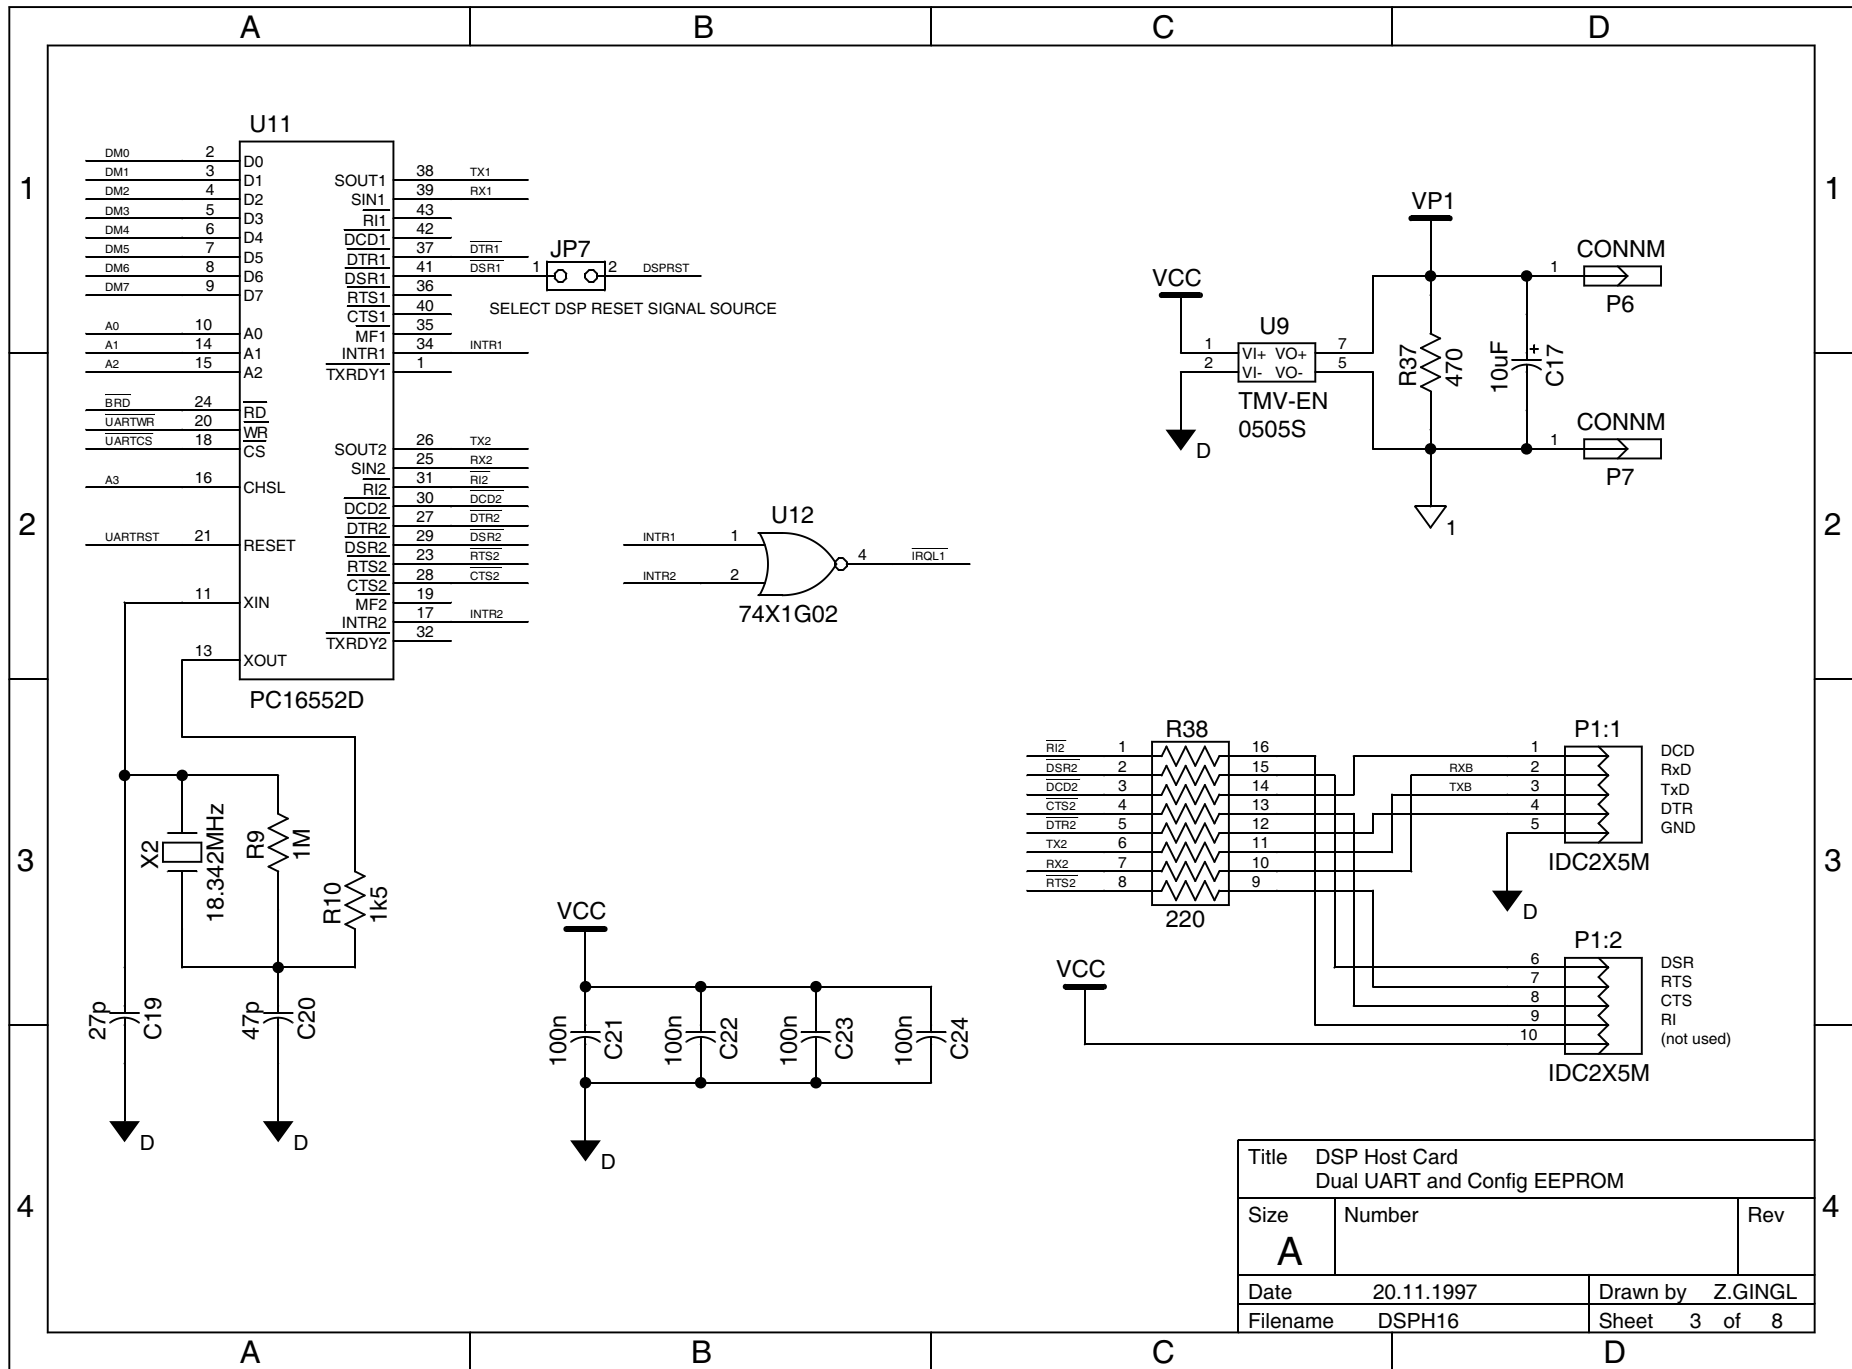 A B C D
1 1
2 2
3 3
4 4
U11
DM0 2 D0
DM1 3 D1
DM2 4 D2
DM3 5 D3
DM4 6 D4
DM5 7 D5
DM6 8 D6
DM7 9 D7
A0 10 A0
A1 14 A1
A2 15 A2
BRD 24 RD
UARTWR 20 WR
UARTCS 18 CS
A3 16 CHSL
UARTRST 21 RESET
11 XIN
13 XOUT
SOUT1 38 TX1
SIN1 39 RX1
RI1 43
DCD1 42
DTR1 37 DTR1
DSR1 41 DSR1
RTS1 36
CTS1 40
MF1 35
INTR1 34 INTR1
TXRDY1 1
SOUT2 26 TX2
SIN2 25 RX2
RI2 31 RI2
DCD2 30 DCD2
DTR2 27 DTR2
DSR2 29 DSR2
RTS2 23 RTS2
CTS2 28 CTS2
MF2 19
INTR2 17 INTR2
TXRDY2 32
PC16552D
JP7
1 2 DSPRST
SELECT DSP RESET SIGNAL SOURCE
U12
INTR1 1
INTR2 2
4 IRQL1
74X1G02
VCC
U9
1 VI+ VO+ 7
2 VI- VO- 5
TMV-EN
0505S
D
VP1
R37
470
10uF
+
C17
CONNM
1
P6
CONNM
1
P7
1
X2
18.342MHz
R9
1M
R10
1k5
27p
C19
47p
C20
D
D
VCC
100n
C21
100n
C22
100n
C23
100n
C24
D
R38
RI2 1 16
DSR2 2 15
DCD2 3 14
CTS2 4 13
DTR2 5 12
TX2 6 11
RX2 7 10
RTS2 8 9
220
P1:1
1 DCD
RXB 2 RxD
TXB 3 TxD
4 DTR
5 GND
IDC2X5M
D
P1:2
6 DSR
7 RTS
8 CTS
9 RI
10 (not used)
IDC2X5M
VCC
Title DSP Host Card
Dual UART and Config EEPROM
Size Number Rev
A
Date 20.11.1997 Drawn by Z.GINGL
Filename DSPH16 Sheet 3 of 8
A B C D